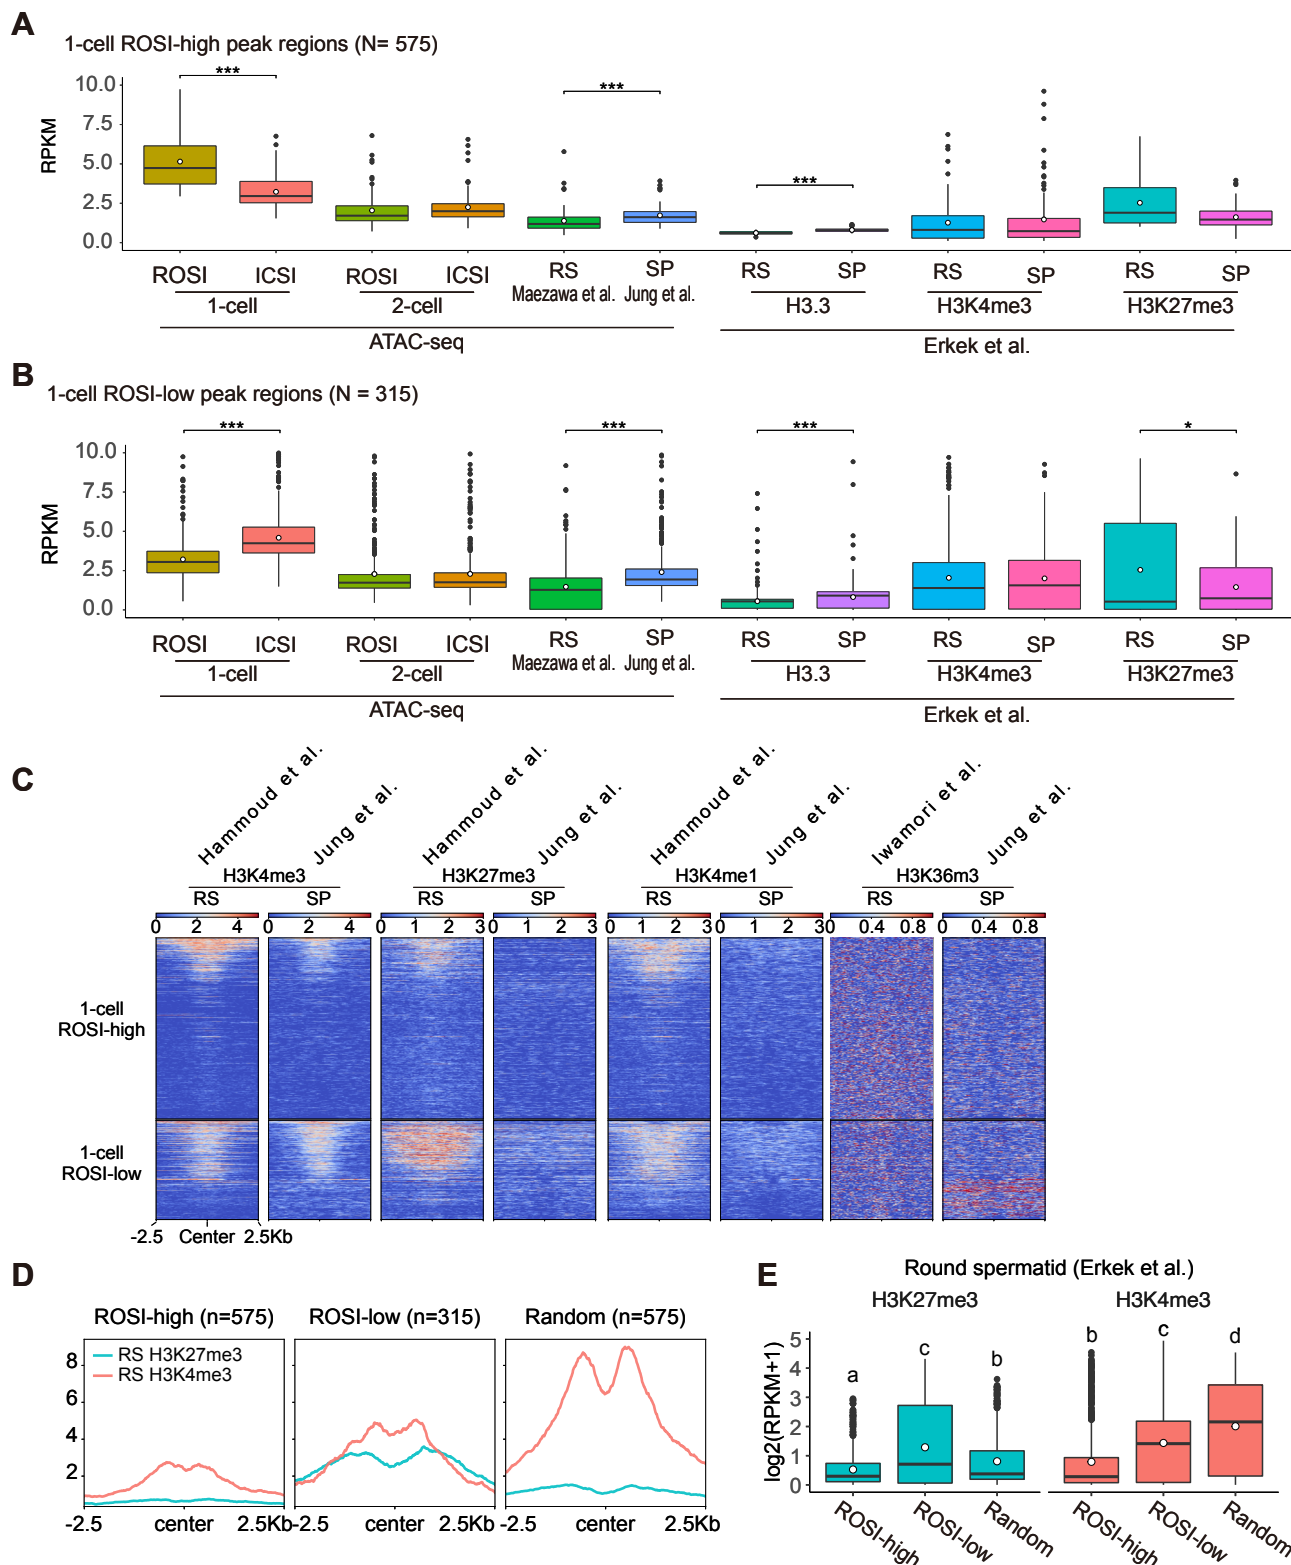 A
1-cell ROSI-high peak regions (N= 575)
RPKM
10.0
7.5
5.0
2.5
0.0
*** *** ***
ROSI ICSI ROSI ICSI RS SP RS SP RS SP RS SP
Maezawa et al. Jung et al.
1-cell 2-cell H3.3 H3K4me3 H3K27me3
ATAC-seq Erkek et al.
B
1-cell ROSI-low peak regions (N = 315)
RPKM
10.0
7.5
5.0
2.5
0.0
*** *** *** *
ROSI ICSI ROSI ICSI RS SP RS SP RS SP RS SP
Maezawa et al. Jung et al.
1-cell 2-cell H3.3 H3K4me3 H3K27me3
ATAC-seq Erkek et al.
C
Hammoud et al. Jung et al. Hammoud et al. Jung et al. Hammoud et al. Jung et al. Iwamori et al. Jung et al.
H3K4me3 H3K27me3 H3K4me1 H3K36m3
RS SP RS SP RS SP RS SP
0 2 4 0 2 4 0 1 2 3 0 1 2 3 0 1 2 3 0 1 2 3 0 0.4 0.8 0 0.4 0.8
1-cell
ROSI-high
1-cell
ROSI-low
-2.5 Center 2.5Kb
D
ROSI-high (n=575) ROSI-low (n=315) Random (n=575)
RS H3K27me3
RS H3K4me3
8
6
4
2
-2.5 center 2.5Kb -2.5 center 2.5Kb -2.5 center 2.5Kb
E
Round spermatid (Erkek et al.)
H3K27me3 H3K4me3
log2(RPKM+1)
5
4
3
2
1
0
a c b b c d
ROSI-high ROSI-low Random ROSI-high ROSI-low Random